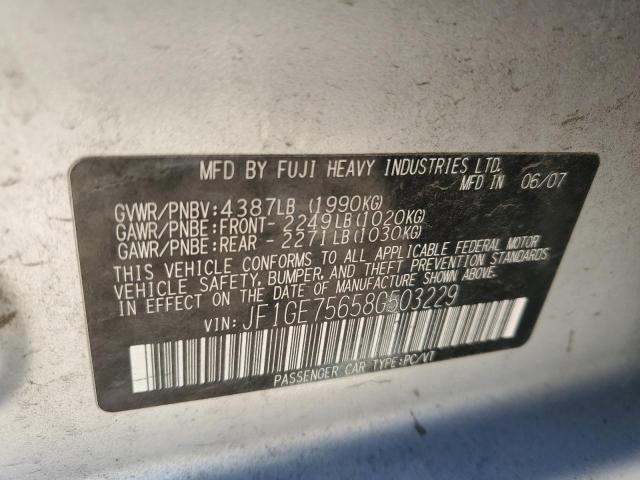 MFD BY FUJI HEAVY INDUSTRIES LTD.
MFD IN 06/07
GVWR/PNBV:4387LB (1990KG)
GAWR/PNBE:FRONT- 2249LB(1020KG)
GAWR/PNBE:REAR - 2271LB(1030KG)
THIS VEHICLE CONFORMS TO ALL APPLICABLE FEDERAL MOTOR
VEHICLE SAFETY, BUMPER, AND THEFT PREVENTION STANDARDS
IN EFFECT ON THE DATE OF MANUFACTURE SHOWN ABOVE.
VIN: JF1GE75658G503229
PASSENGER CAR TYPE:PC/VT